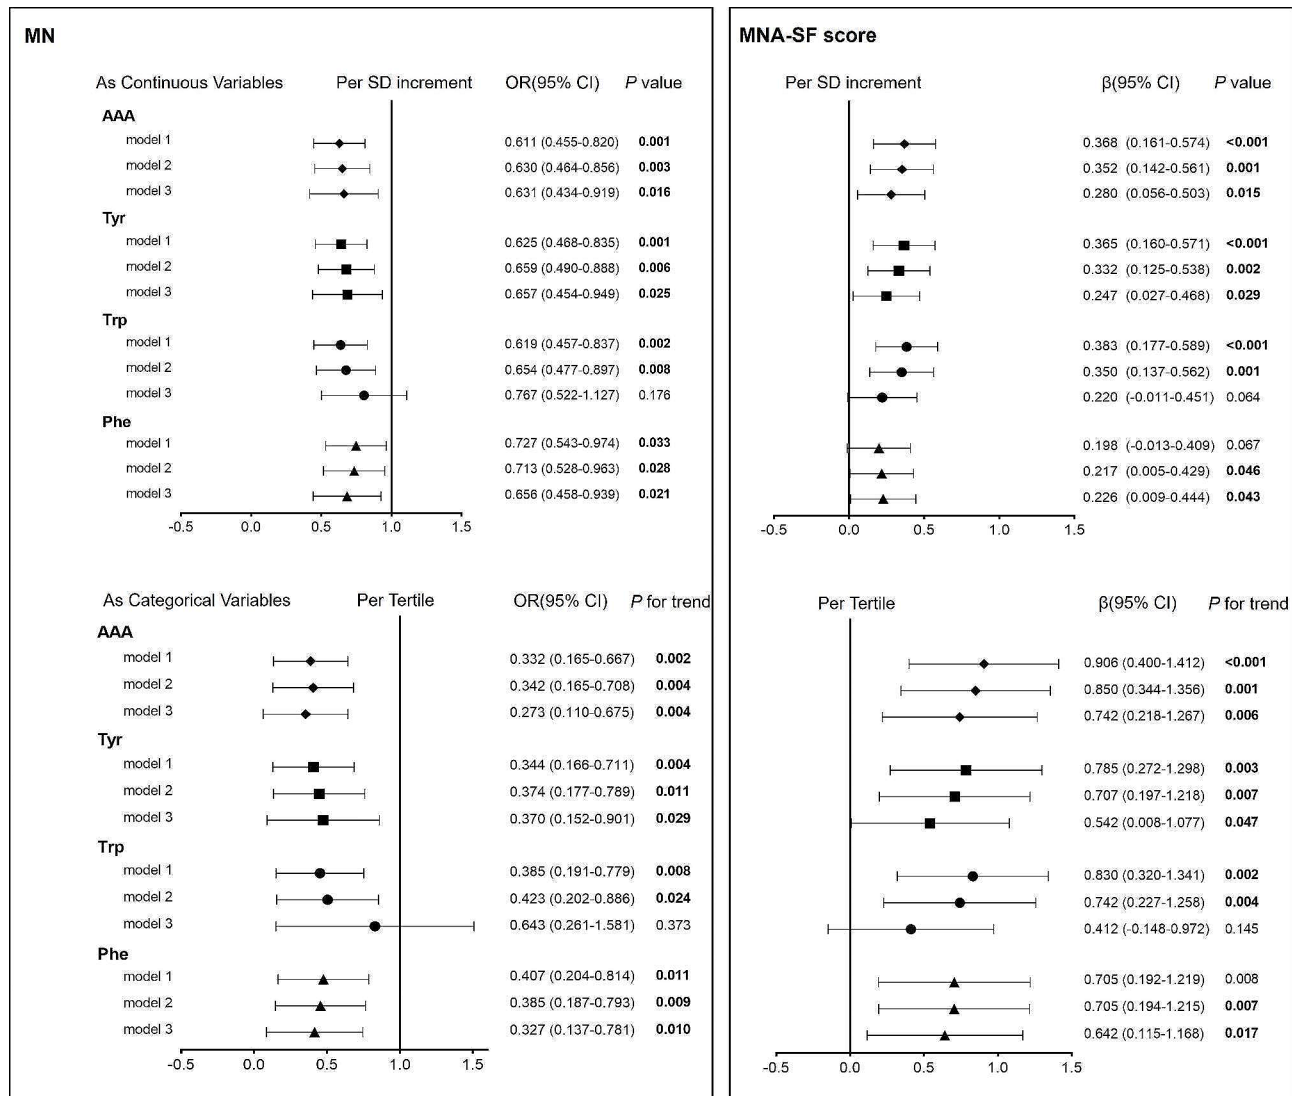 MN
As Continuous Variables Per SD increment OR(95% CI) P value
AAA
model 1 0.611 (0.455-0.820) 0.001
model 2 0.630 (0.464-0.856) 0.003
model 3 0.631 (0.434-0.919) 0.016
Tyr
model 1 0.625 (0.468-0.835) 0.001
model 2 0.659 (0.490-0.888) 0.006
model 3 0.657 (0.454-0.949) 0.025
Trp
model 1 0.619 (0.457-0.837) 0.002
model 2 0.654 (0.477-0.897) 0.008
model 3 0.767 (0.522-1.127) 0.176
Phe
model 1 0.727 (0.543-0.974) 0.033
model 2 0.713 (0.528-0.963) 0.028
model 3 0.656 (0.458-0.939) 0.021
-0.5 0.0 0.5 1.0 1.5
As Categorical Variables Per Tertile OR(95% CI) P for trend
AAA
model 1 0.332 (0.165-0.667) 0.002
model 2 0.342 (0.165-0.708) 0.004
model 3 0.273 (0.110-0.675) 0.004
Tyr
model 1 0.344 (0.166-0.711) 0.004
model 2 0.374 (0.177-0.789) 0.011
model 3 0.370 (0.152-0.901) 0.029
Trp
model 1 0.385 (0.191-0.779) 0.008
model 2 0.423 (0.202-0.886) 0.024
model 3 0.643 (0.261-1.581) 0.373
Phe
model 1 0.407 (0.204-0.814) 0.011
model 2 0.385 (0.187-0.793) 0.009
model 3 0.327 (0.137-0.781) 0.010
-0.5 0.0 0.5 1.0 1.5
MNA-SF score
Per SD increment β(95% CI) P value
0.368 (0.161-0.574) <0.001
0.352 (0.142-0.561) 0.001
0.280 (0.056-0.503) 0.015
0.365 (0.160-0.571) <0.001
0.332 (0.125-0.538) 0.002
0.247 (0.027-0.468) 0.029
0.383 (0.177-0.589) <0.001
0.350 (0.137-0.562) 0.001
0.220 (-0.011-0.451) 0.064
0.198 (-0.013-0.409) 0.067
0.217 (0.005-0.429) 0.046
0.226 (0.009-0.444) 0.043
-0.5 0.0 0.5 1.0 1.5
Per Tertile β(95% CI) P for trend
0.906 (0.400-1.412) <0.001
0.850 (0.344-1.356) 0.001
0.742 (0.218-1.267) 0.006
0.785 (0.272-1.298) 0.003
0.707 (0.197-1.218) 0.007
0.542 (0.008-1.077) 0.047
0.830 (0.320-1.341) 0.002
0.742 (0.227-1.258) 0.004
0.412 (-0.148-0.972) 0.145
0.705 (0.192-1.219) 0.008
0.705 (0.194-1.215) 0.007
0.642 (0.115-1.168) 0.017
-0.5 0.0 0.5 1.0 1.5